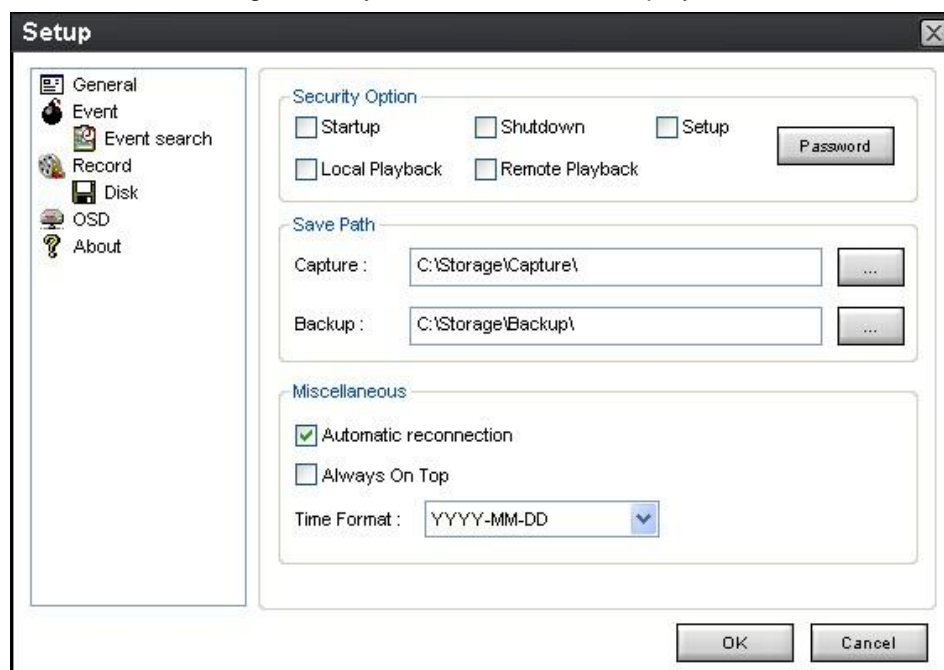 Setup
General
Event
Event search
Record
Disk
OSD
About
Security Option
Startup Shutdown Setup
Local Playback Remote Playback
Password
Save Path
Capture : C:\Storage\Capture\ ...
Backup : C:\Storage\Backup\ ...
Miscellaneous
Automatic reconnection
Always On Top
Time Format : YYYY-MM-DD
OK Cancel